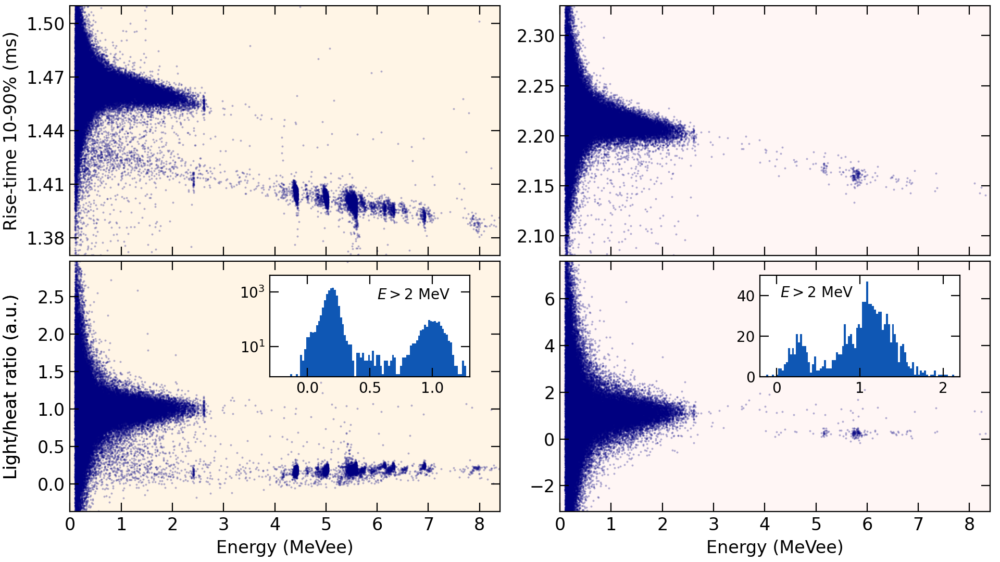 Rise-time 10-90% (ms)
1.50
1.47
1.44
1.41
1.38
2.30
2.25
2.20
2.15
2.10
Light/heat ratio (a.u.)
2.5
2.0
1.5
1.0
0.5
0.0
10³
10¹
E > 2 MeV
0.0 0.5 1.0
6
4
2
0
−2
40
20
0
E > 2 MeV
0 1 2
0 1 2 3 4 5 6 7 8
0 1 2 3 4 5 6 7 8
Energy (MeVee)
Energy (MeVee)